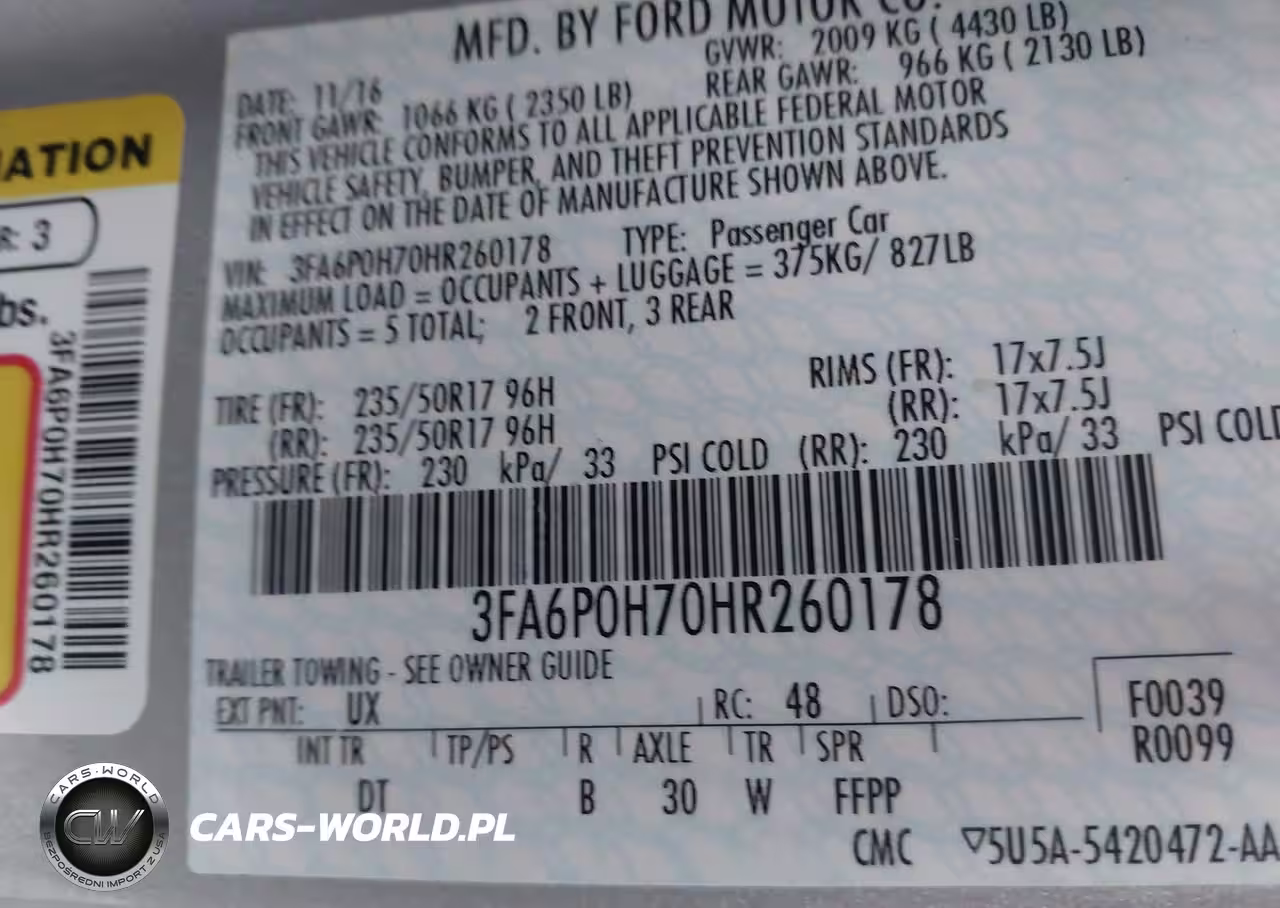 MFD. BY FORD MOTOR CO.
DATE: 11/16 GVWR: 2009 KG ( 4430 LB)
FRONT GAWR: 1066 KG ( 2350 LB) REAR GAWR: 966 KG ( 2130 LB)
THIS VEHICLE CONFORMS TO ALL APPLICABLE FEDERAL MOTOR
VEHICLE SAFETY, BUMPER, AND THEFT PREVENTION STANDARDS
IN EFFECT ON THE DATE OF MANUFACTURE SHOWN ABOVE.
VIN: 3FA6P0H70HR260178 TYPE: Passenger Car
MAXIMUM LOAD = OCCUPANTS + LUGGAGE = 375KG/ 827LB
OCCUPANTS = 5 TOTAL; 2 FRONT, 3 REAR
TIRE (FR): 235/50R17 96H RIMS (FR): 17x7.5J
(RR): 235/50R17 96H (RR): 17x7.5J
PRESSURE (FR): 230 kPa/ 33 PSI COLD (RR): 230 kPa/ 33 PSI COLD
3FA6P0H70HR260178
TRAILER TOWING - SEE OWNER GUIDE
EXT PNT: UX RC: 48 DSO: F0039
INT TR TP/PS R AXLE TR SPR R0099
DT B 30 W FFPP
CMC ▽5U5A-5420472-AA
ATION
R: 3
bs.
3FA6P0H70HR260178
CARS-WORLD
CW
BEZPOŚREDNI IMPORT Z USA
CARS-WORLD.PL